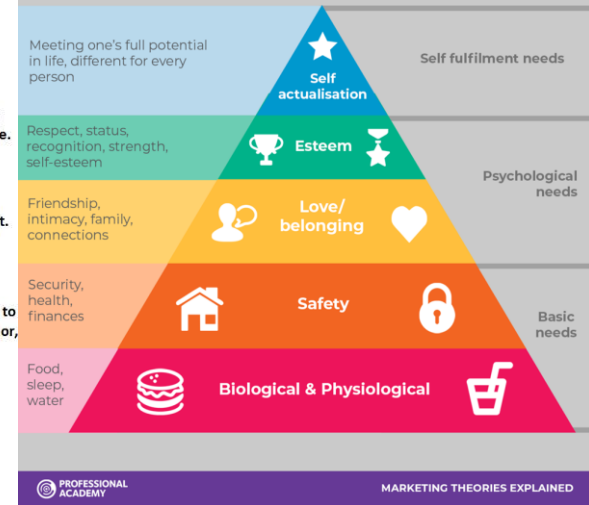 Meeting one's full potential
in life, different for every
person
Self
actualisation
Self fulfilment needs
e.
Respect, status,
recognition, strength,
self-esteem
Esteem
Psychological
needs
t.
Friendship,
intimacy, family,
connections
Love/
belonging
to
or,
Security,
health,
finances
Safety
Basic
needs
Food,
sleep,
water
Biological & Physiological
PROFESSIONAL
ACADEMY
MARKETING THEORIES EXPLAINED